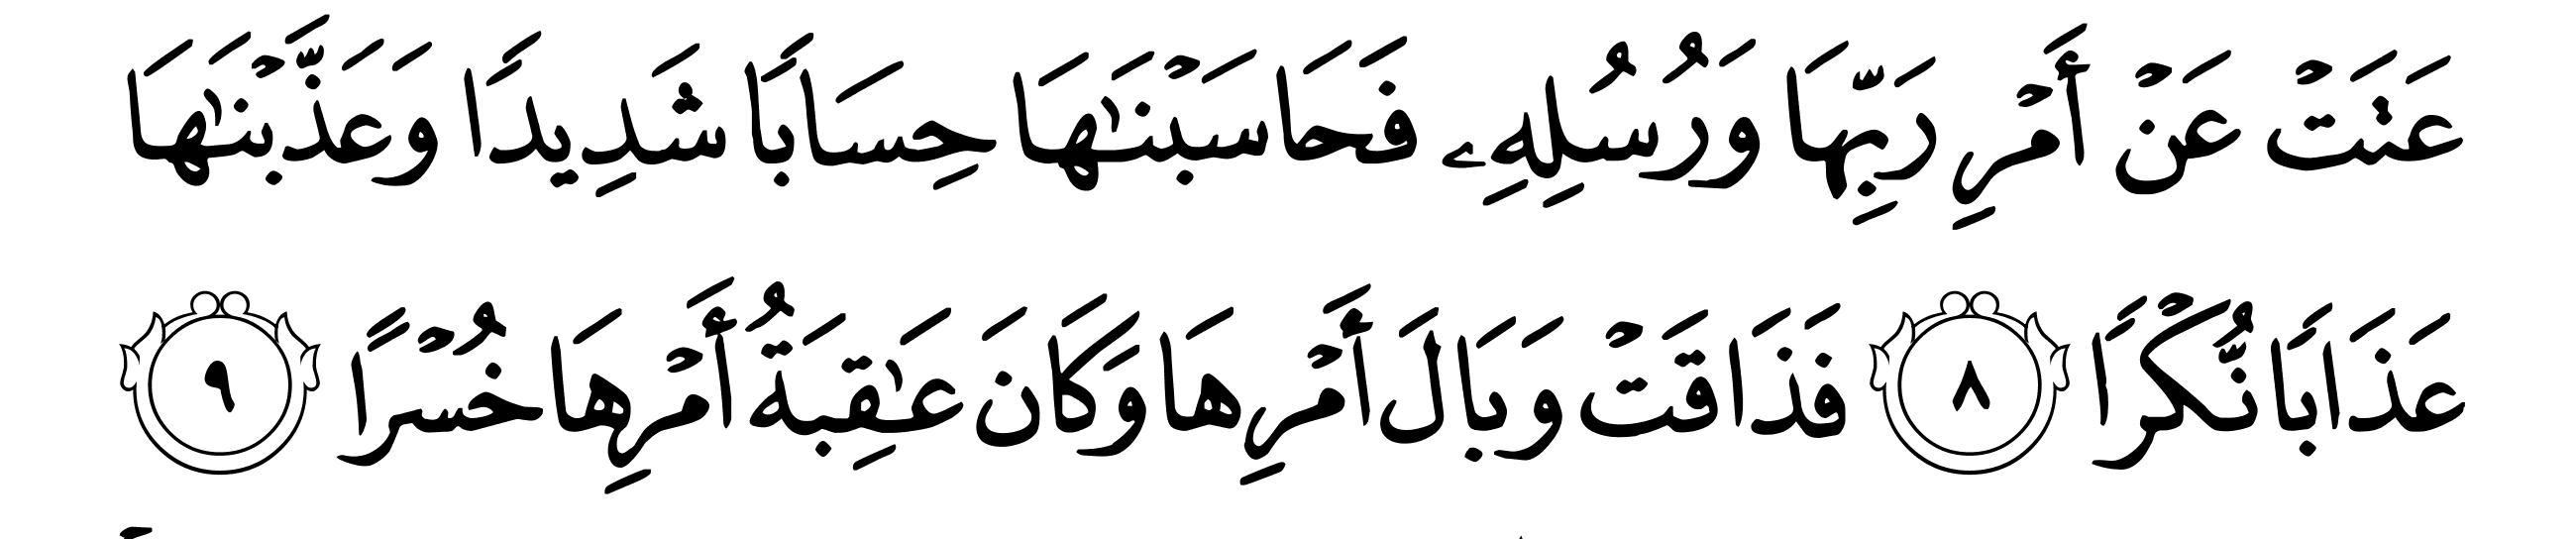 عَتَتْ عَنْ أَمْرِ رَبِّهَا وَرُسُلِهِۦ فَحَاسَبْنَٰهَا حِسَابًا شَدِيدًا وَعَذَّبْنَٰهَا
عَذَابًا نُّكْرًا ٨ فَذَاقَتْ وَبَالَ أَمْرِهَا وَكَانَ عَٰقِبَةُ أَمْرِهَا خُسْرًا ٩